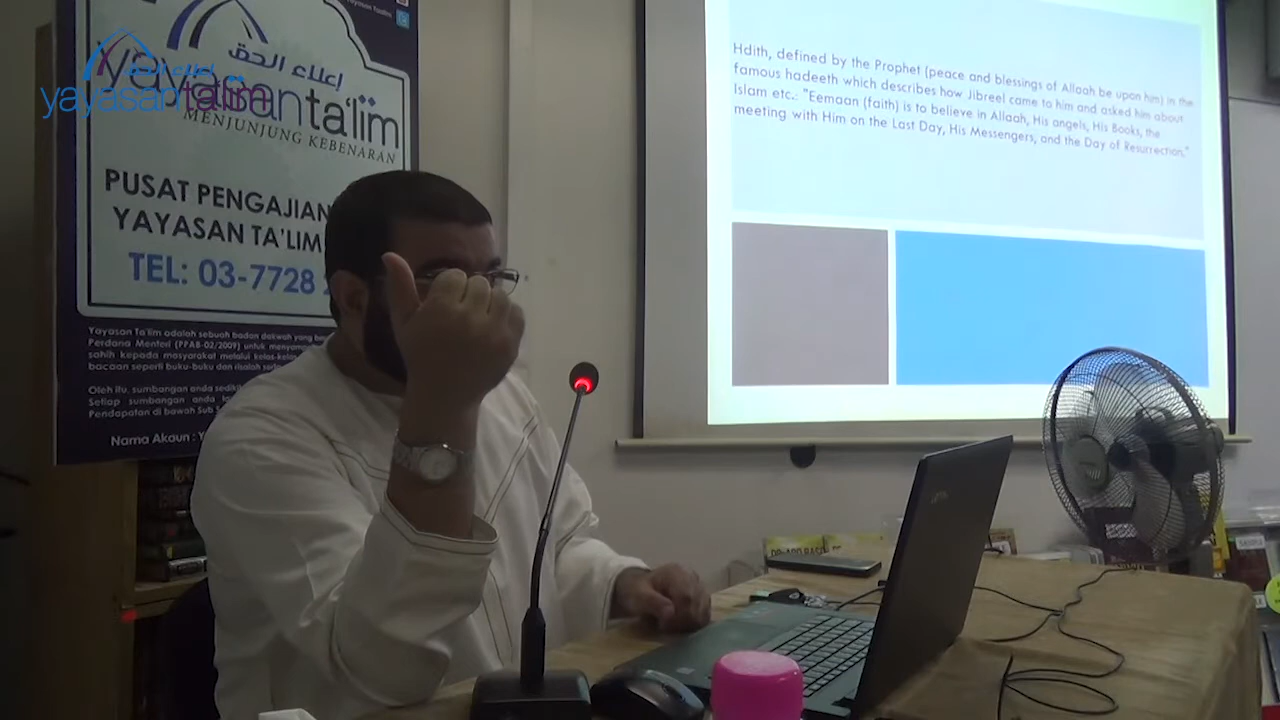 Yayasan Taalim
إعلاء الحق
yayasanta'lim
MENJUNJUNG KEBENARAN
PUSAT PENGAJIAN
YAYASAN TA'LIM
TEL: 03-7728
Yayasan Ta'lim adalah sebuah badan dakwah yang
Perdana Menteri (PPAB-02/2009) untuk
sahih kepada masyarakat melalui
bacaan seperti buku-buku dan risalah
Oleh itu, sumbangan anda
Setiap sumbangan anda
Pendapatan di bawah Sub
Nama Akaun : Y
yayasanta'lim
Hdith, defined by the Prophet (peace and blessings of Allaah be upon him) in the
famous hadeeth which describes how Jibreel came to him and asked him about
Islam etc.: "Eemaan (faith) is to believe in Allaah, His angels, His Books, the
meeting with Him on the Last Day, His Messengers, and the Day of Resurrection."